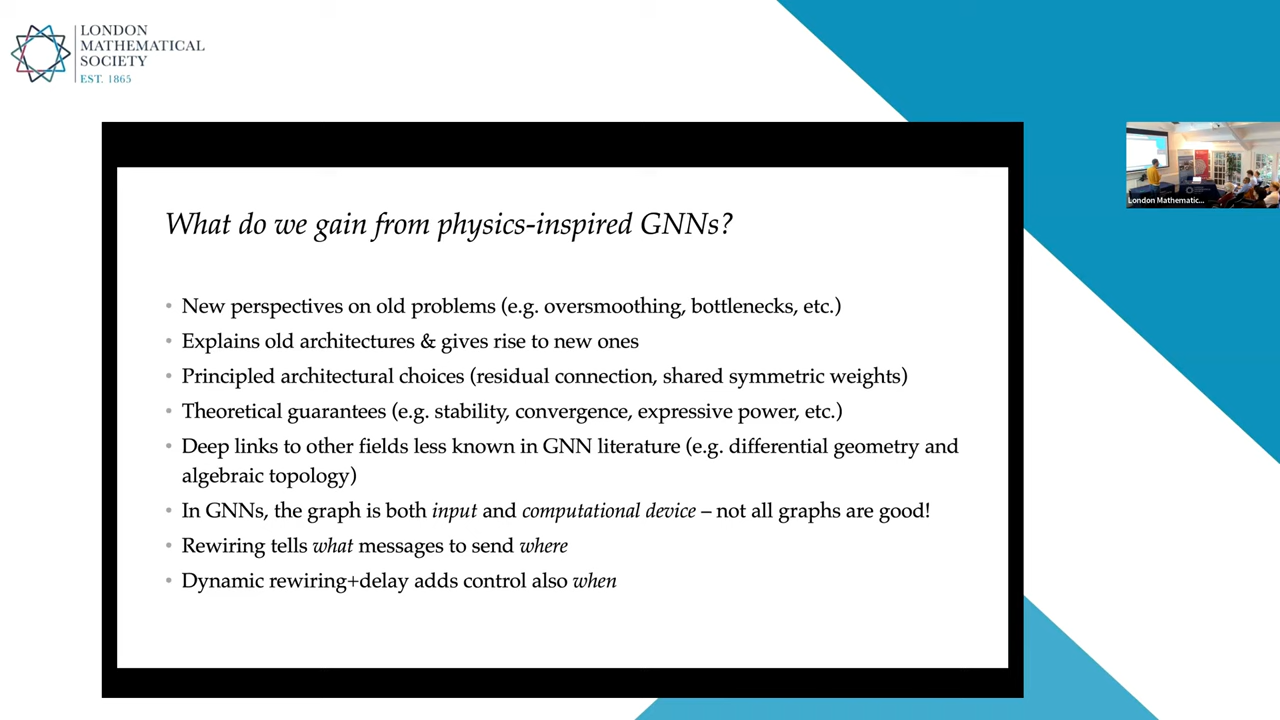 LONDON
MATHEMATICAL
SOCIETY
EST. 1865
What do we gain from physics-inspired GNNs?
• New perspectives on old problems (e.g. oversmoothing, bottlenecks, etc.)
• Explains old architectures & gives rise to new ones
• Principled architectural choices (residual connection, shared symmetric weights)
• Theoretical guarantees (e.g. stability, convergence, expressive power, etc.)
• Deep links to other fields less known in GNN literature (e.g. differential geometry and
algebraic topology)
• In GNNs, the graph is both input and computational device – not all graphs are good!
• Rewiring tells what messages to send where
• Dynamic rewiring+delay adds control also when
London Mathematic...